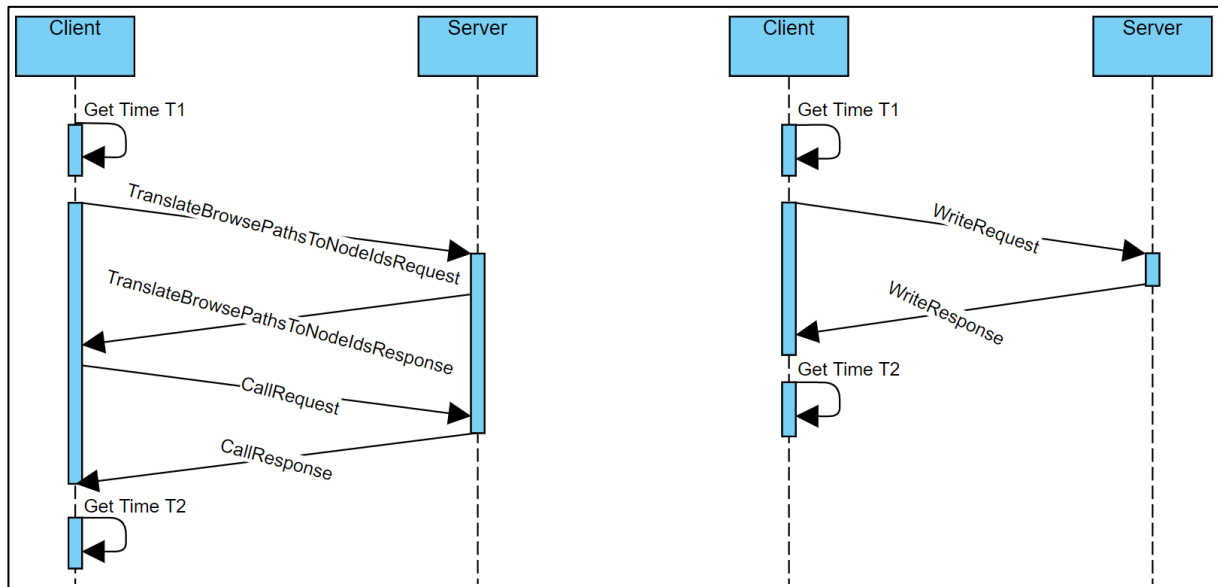 Client
Server
Get Time T1
TranslateBrowsePathsToNodeIdsRequest
TranslateBrowsePathsToNodeIdsResponse
CallRequest
CallResponse
Get Time T2
Client
Server
Get Time T1
WriteRequest
WriteResponse
Get Time T2